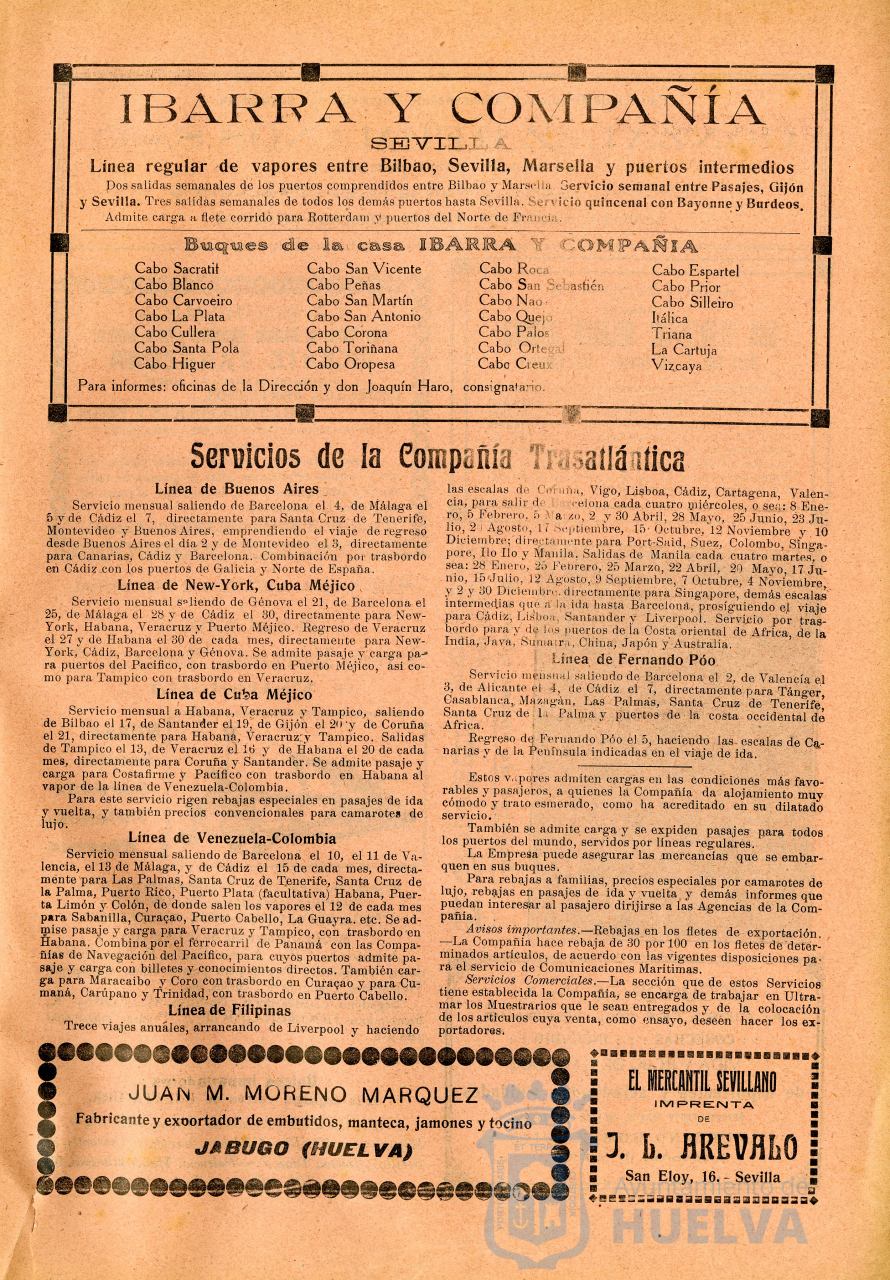 IBARRA Y COMPAÑÍA
SEVILLA
Línea regular de vapores entre Bilbao, Sevilla, Marsella y puertos intermedios
Dos salidas semanales de los puertos comprendidos entre Bilbao y Marsella. Servicio semanal entre Pasajes, Gijón
y Sevilla. Tres salidas semanales de todos los demás puertos hasta Sevilla. Servicio quincenal con Bayonne y Burdeos.
Admite carga a flete corrido para Rotterdam y puertos del Norte de Francia.
Buques de la casa IBARRA Y COMPAÑIA
Cabo Sacratif
Cabo Blanco
Cabo Carvoeiro
Cabo La Plata
Cabo Cullera
Cabo Santa Pola
Cabo Higuer
Cabo San Vicente
Cabo Peñas
Cabo San Martín
Cabo San Antonio
Cabo Corona
Cabo Toriñana
Cabo Oropesa
Cabo Roca
Cabo San Sebastién
Cabo Nao
Cabo Quejo
Cabo Palos
Cabo Ortegal
Cabo Creux
Cabo Espartel
Cabo Prior
Cabo Silleiro
Itálica
Triana
La Cartuja
Vizcaya
Para informes: oficinas de la Dirección y don Joaquín Haro, consignatario.
Servicios de la Compañía Trasatlántica
Línea de Buenos Aires
Servicio mensual saliendo de Barcelona el 4, de Málaga el
5 y de Cádiz el 7, directamente para Santa Cruz de Tenerife,
Montevideo y Buenos Aires, emprendiendo el viaje de regreso
desde Buenos Aires el día 2 y de Montevideo el 3, directamente
para Canarias, Cádiz y Barcelona. Combinación por trasbordo
en Cádiz con los puertos de Galicia y Norte de España.
Línea de New-York, Cuba Méjico
Servicio mensual saliendo de Génova el 21, de Barcelona el
25, de Málaga el 28 y de Cádiz el 30, directamente para New-
York, Habana, Veracruz y Puerto Méjico. Regreso de Veracruz
el 27 y de Habana el 30 de cada mes, directamente para New-
York, Cádiz, Barcelona y Génova. Se admite pasaje y carga pa-
ra puertos del Pacífico, con trasbordo en Puerto Méjico, así co-
mo para Tampico con trasbordo en Veracruz.
Línea de Cuba Méjico
Servicio mensual a Habana, Veracruz y Tampico, saliendo
de Bilbao el 17, de Santander el 19, de Gijón el 20 y de Coruña
el 21, directamente para Habana, Veracruz y Tampico. Salidas
de Tampico el 13, de Veracruz el 16 y de Habana el 20 de cada
mes, directamente para Coruña y Santander. Se admite pasaje y
carga para Costafirme y Pacífico con trasbordo en Habana al
vapor de la línea de Venezuela-Colombia.
Para este servicio rigen rebajas especiales en pasajes de ida
y vuelta, y también precios convencionales para camarotes de
lujo.
Línea de Venezuela-Colombia
Servicio mensual saliendo de Barcelona el 10, el 11 de Va-
lencia, el 13 de Málaga, y de Cádiz el 15 de cada mes, directa-
mente para Las Palmas, Santa Cruz de Tenerife, Santa Cruz de
la Palma, Puerto Rico, Puerto Plata (facultativa) Habana, Puer-
ta Limón y Colón, de donde salen los vapores el 12 de cada mes
para Sabanilla, Curaçao, Puerto Cabello, La Guayra. etc. Se ad-
mise pasaje y carga para Veracruz y Tampico, con trasbordo en
Habana. Combina por el ferrocarril de Panamá con las Compa-
ñías de Navegación del Pacífico, para cuyos puertos admite pa-
saje y carga con billetes y conocimientos directos. También car-
ga para Maracaibo y Coro con trasbordo en Curaçao y para Cu-
maná, Carúpano y Trinidad, con trasbordo en Puerto Cabello.
Línea de Filipinas
Trece viajes anuáles, arrancando de Liverpool y haciendo
las escalas de Coruña, Vigo, Lisboa, Cádiz, Cartagena, Valen-
cia, para salir de Barcelona cada cuatro miércoles, o sea: 8 Ene-
ro, 5 Febrero, 5 Marzo, 2 y 30 Abril, 28 Mayo, 25 Junio, 23 Ju-
lio, 2 Agosto, 17 Septiembre, 15 Octubre, 12 Noviembre y 10
Diciembre; directamente para Port-Said, Suez, Colombo, Singa-
pore, Ilo Ilo y Manila. Salidas de Manila cada cuatro martes, o
sea: 28 Enero, 25 Febrero, 25 Marzo, 22 Abril, 20 Mayo, 17 Ju-
nio, 15 Julio, 12 Agosto, 9 Septiembre, 7 Octubre, 4 Noviembre,
y 2 y 30 Diciembre directamente para Singapore, demás escalas
intermedias que a la ida hasta Barcelona, prosiguiendo el viaje
para Cádiz, Lisboa, Santander y Liverpool. Servicio por tras-
bordo para y de los puertos de la Costa oriental de Africa, de la
India, Java, Sumatra, China, Japón y Australia.
Línea de Fernando Póo
Servicio mensual saliendo de Barcelona el 2, de Valencia el
3, de Alicante el 4, de Cádiz el 7, directamente para Tánger,
Casablanca, Mazagán, Las Palmas, Santa Cruz de Tenerife,
Santa Cruz de la Palma y puertos de la costa occidental de
Africa.
Regreso de Fernando Póo el 5, haciendo las escalas de Ca-
narias y de la Península indicadas en el viaje de ida.
Estos vapores admiten cargas en las condiciones más favo-
rables y pasajeros, a quienes la Compañía da alojamiento muy
cómodo y trato esmerado, como ha acreditado en su dilatado
servicio.
También se admite carga y se expiden pasajes para todos
los puertos del mundo, servidos por líneas regulares.
La Empresa puede asegurar las mercancías que se embar-
quen en sus buques.
Para rebajas a familias, precios especiales por camarotes de
lujo, rebajas en pasajes de ida y vuelta y demás informes que
puedan interesar al pasajero dirijirse a las Agencias de la Com-
pañía.
Avisos importantes.—Rebajas en los fletes de exportación.
—La Compañía hace rebaja de 30 por 100 en los fletes de deter-
minados artículos, de acuerdo con las vigentes disposiciones pa-
rá el servicio de Comunicaciones Marítimas.
Servicios Comerciales.—La sección que de estos Servicios
tiene establecida la Compañía, se encarga de trabajar en Ultra-
mar los Muestrarios que le sean entregados y de la colocación
de los artículos cuya venta, como ensayo, deseen hacer los ex-
portadores.
JUAN M. MORENO MARQUEZ
Fabricante y exportador de embutidos, manteca, jamones y tocino
JABUGO (HUELVA)
EL MERCANTIL SEVILLANO
IMPRENTA
DE
J. L. AREVALO
San Eloy, 16.- Sevilla
Ayuntamiento de
HUELVA